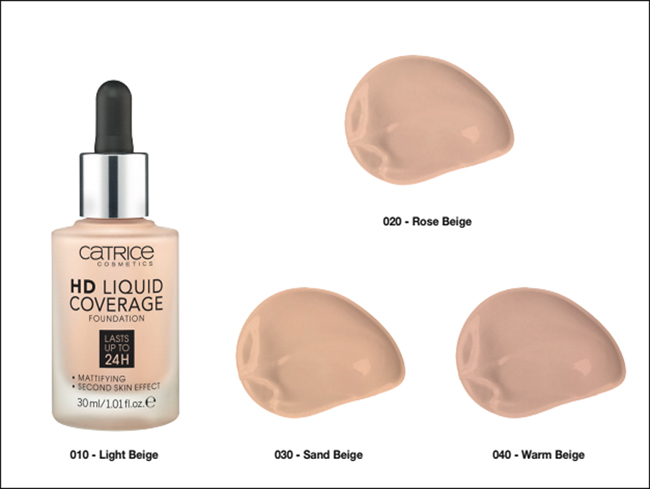 CATRICE
COSMETICS
HD LIQUID
COVERAGE
FOUNDATION
LASTS
UP TO
24H
• MATTIFYING
• SECOND SKIN EFFECT
30 ml/1.01 fl.oz. ℮
010 - Light Beige
020 - Rose Beige
030 - Sand Beige
040 - Warm Beige